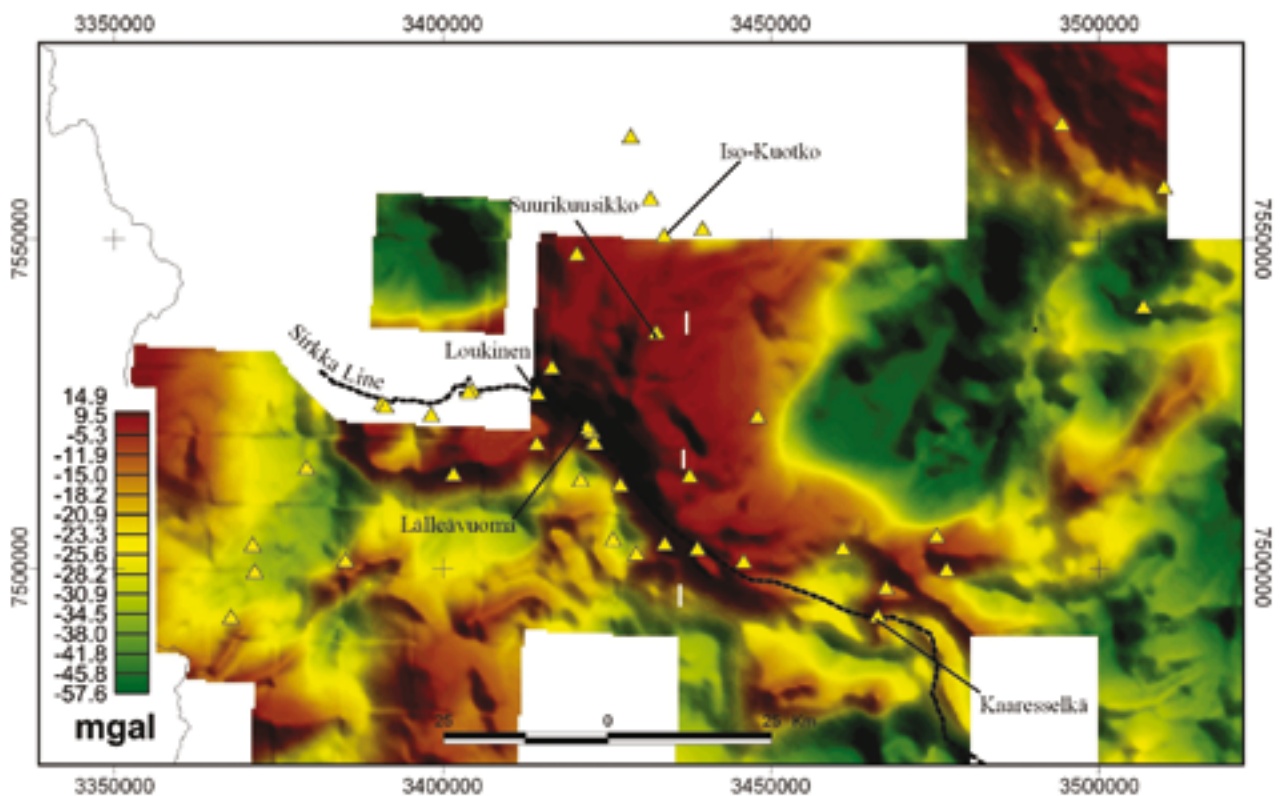 3350000 3400000 3450000 3500000
Iso-Kuotko
Suurikuusikko
7550000 7550000
Sirkka Line
Loukinen
14.9
9.5
-5.3
-11.9
-15.0
-18.2
-20.9
-23.3
-25.6
-28.2
-30.9
-34.5
-38.0
-41.8
-45.8
-57.6
mgal
Lälleävuoma
7500000 7500000
Kaaresselkä
25 0 25 Km
3350000 3400000 3450000 3500000